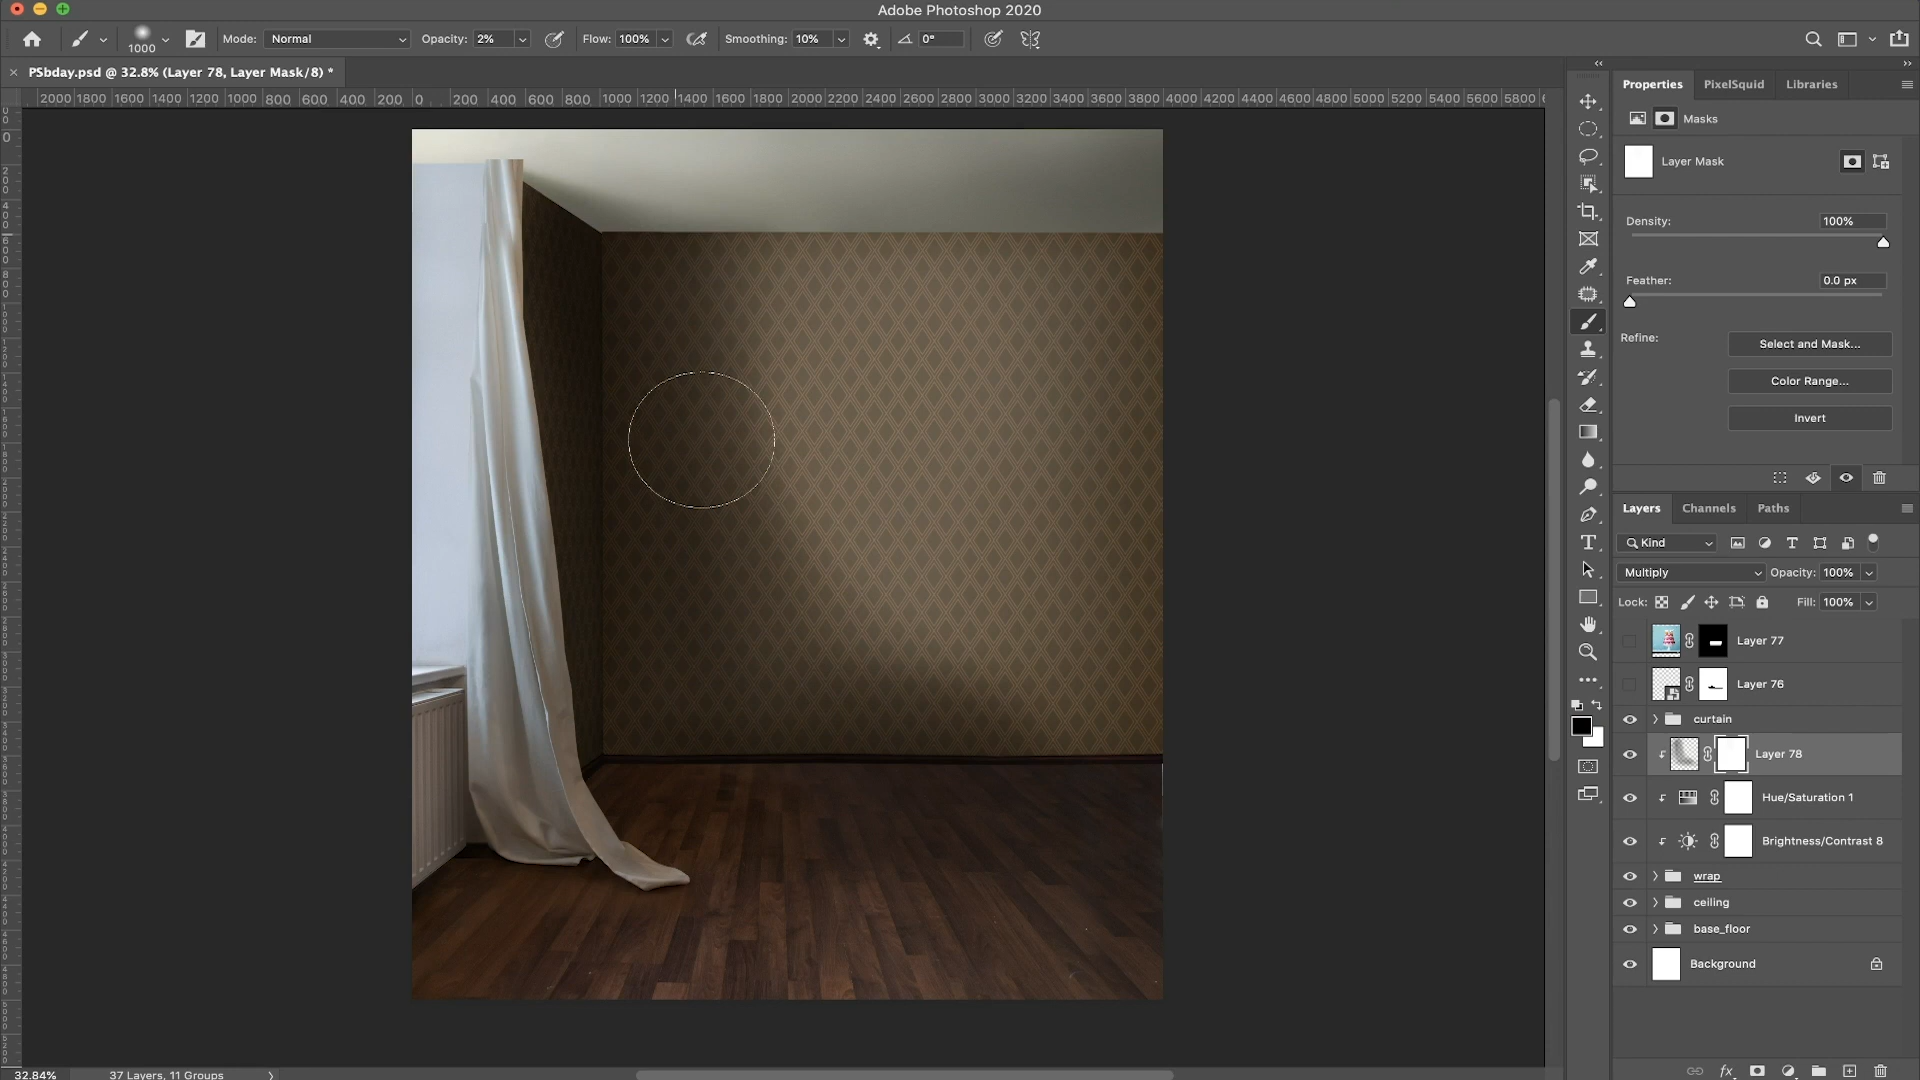 Adobe Photoshop 2020
1000 Mode: Normal Opacity: 2% Flow: 100% Smoothing: 10% 0°
PSbday.psd @ 32.8% (Layer 78, Layer Mask/8) *
2000 1800 1600 1400 1200 1000 800 600 400 200 0 200 400 600 800 1000 1200 1400 1600 1800 2000 2200 2400 2600 2800 3000 3200 3400 3600 3800 4000 4200 4400 4600 4800 5000 5200 5400 5600 5800
Properties PixelSquid Libraries
Masks
Layer Mask
Density: 100%
Feather: 0.0 px
Refine: Select and Mask...
Color Range...
Invert
Layers Channels Paths
Kind
Multiply Opacity: 100%
Lock: Fill: 100%
Layer 77
Layer 76
curtain
Layer 78
Hue/Saturation 1
Brightness/Contrast 8
wrap
ceiling
base_floor
Background
fx
32.84% 37 Layers, 11 Groups